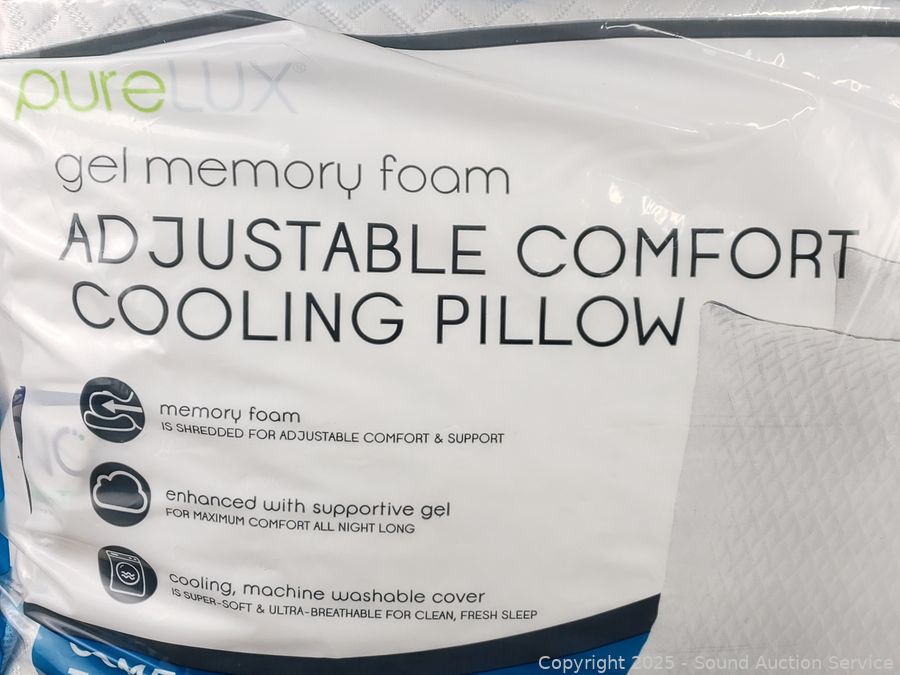 pureLUX®
gel memory foam
ADJUSTABLE COMFORT
COOLING PILLOW
memory foam
IS SHREDDED FOR ADJUSTABLE COMFORT & SUPPORT
enhanced with supportive gel
FOR MAXIMUM COMFORT ALL NIGHT LONG
cooling, machine washable cover
IS SUPER-SOFT & ULTRA-BREATHABLE FOR CLEAN, FRESH SLEEP
Copyright 2025 - Sound Auction Service